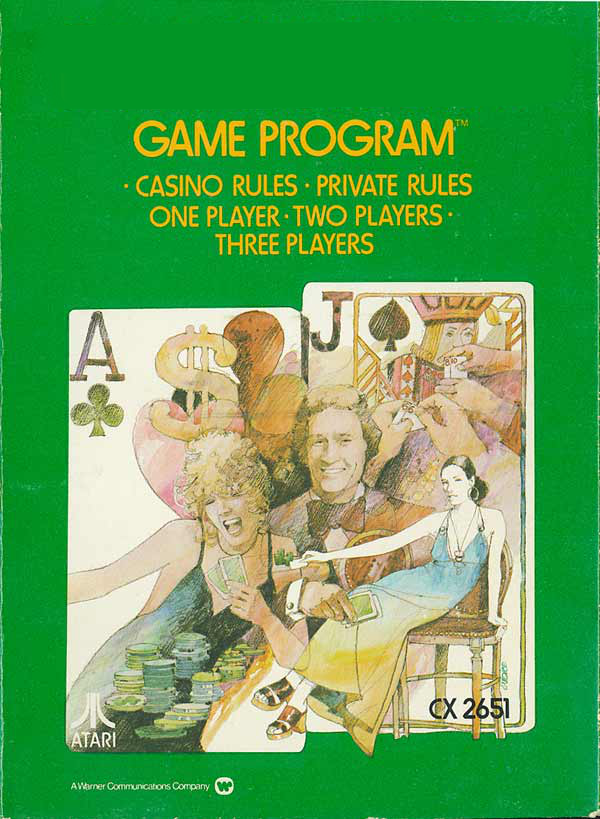 GAME PROGRAM™
· CASINO RULES · PRIVATE RULES
ONE PLAYER · TWO PLAYERS ·
THREE PLAYERS
A
J
CX 2651
ATARI
A Warner Communications Company